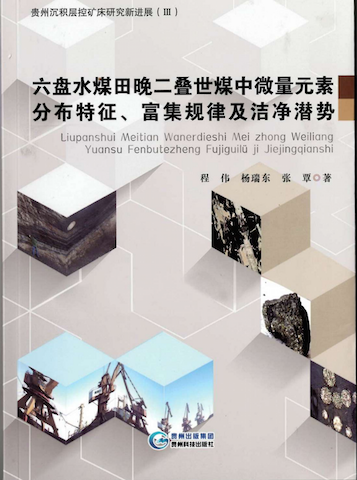 贵州沉积层控矿床研究新进展(Ⅲ)
六盘水煤田晚二叠世煤中微量元素
分布特征、富集规律及洁净潜势
Liupanshui Meitian Wanerdieshi Mei zhong Weiliang
Yuansu Fenbutezheng Fujiguilü ji Jiejingqianshi
程 伟 杨瑞东 张 覃 ◎ 著
贵州出版集团
贵州科技出版社